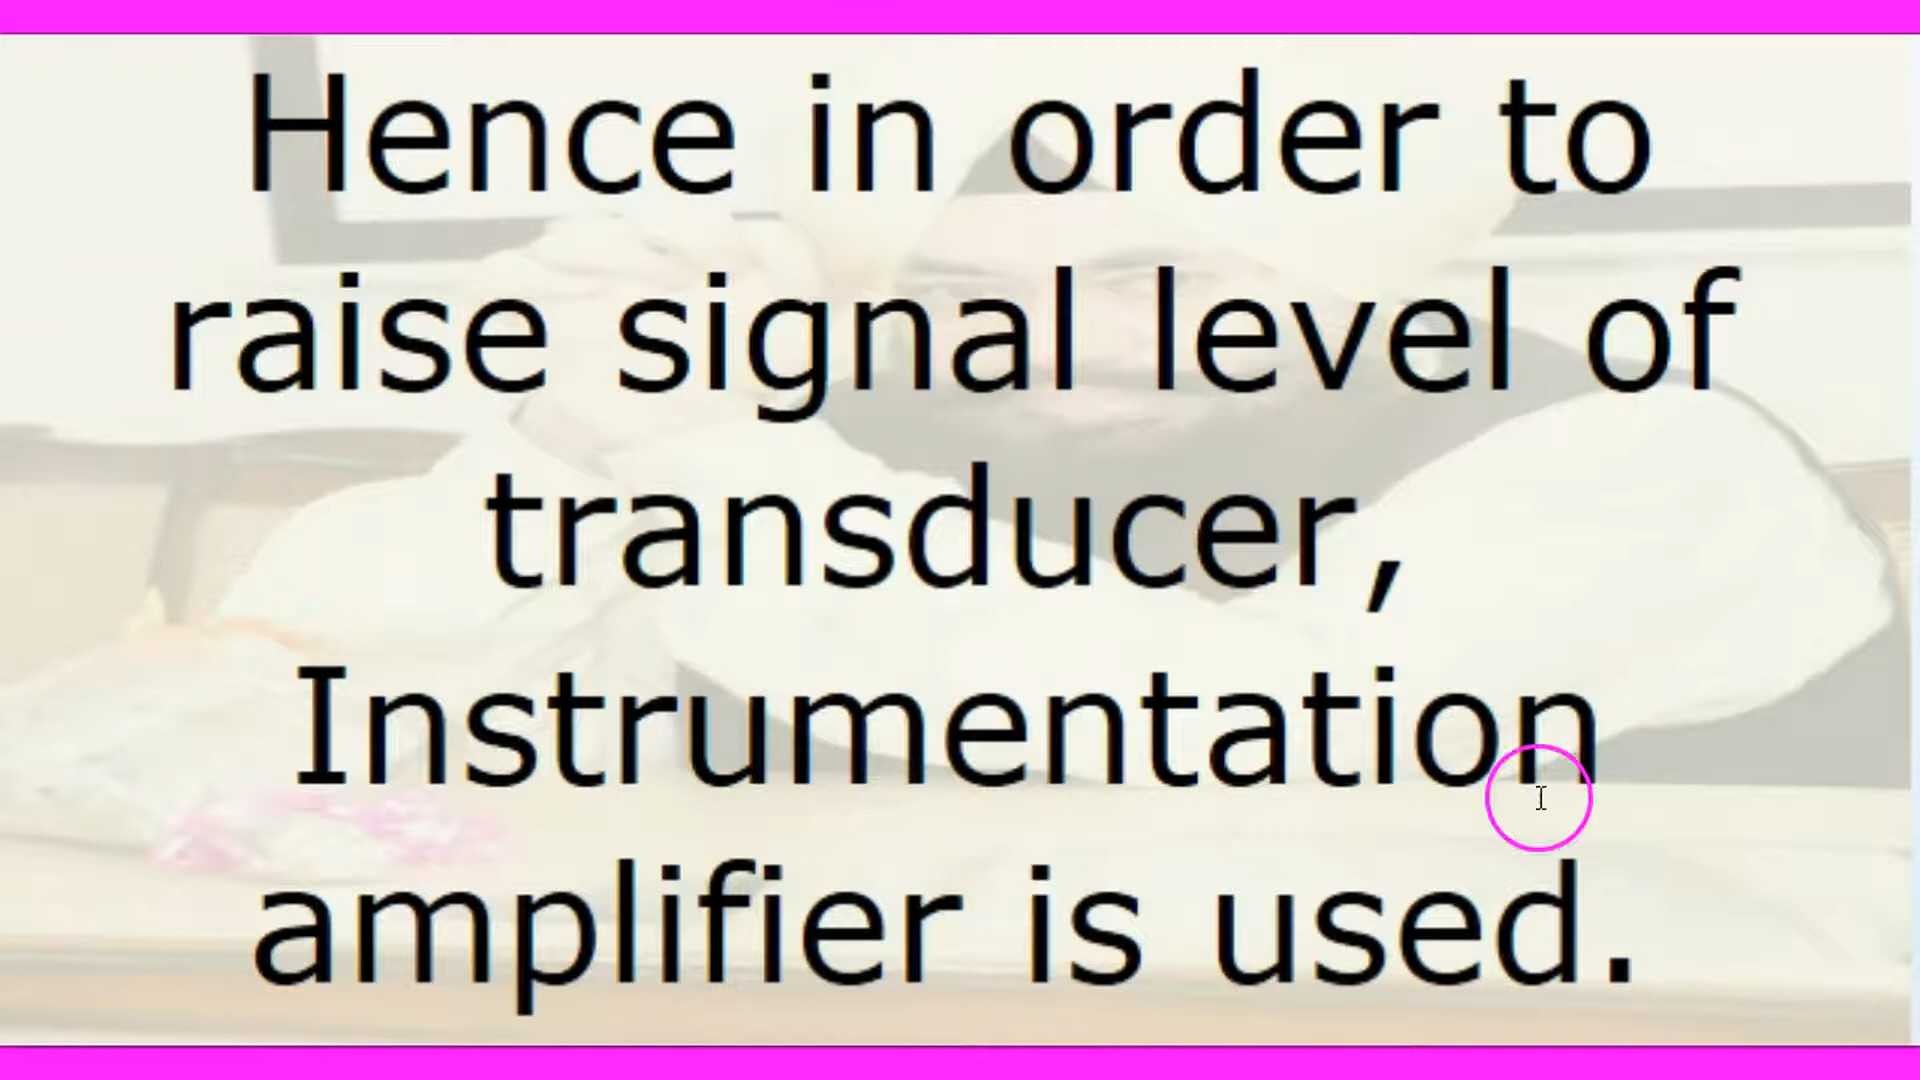 Hence in order to
raise signal level of
transducer,
Instrumentation
amplifier is used.